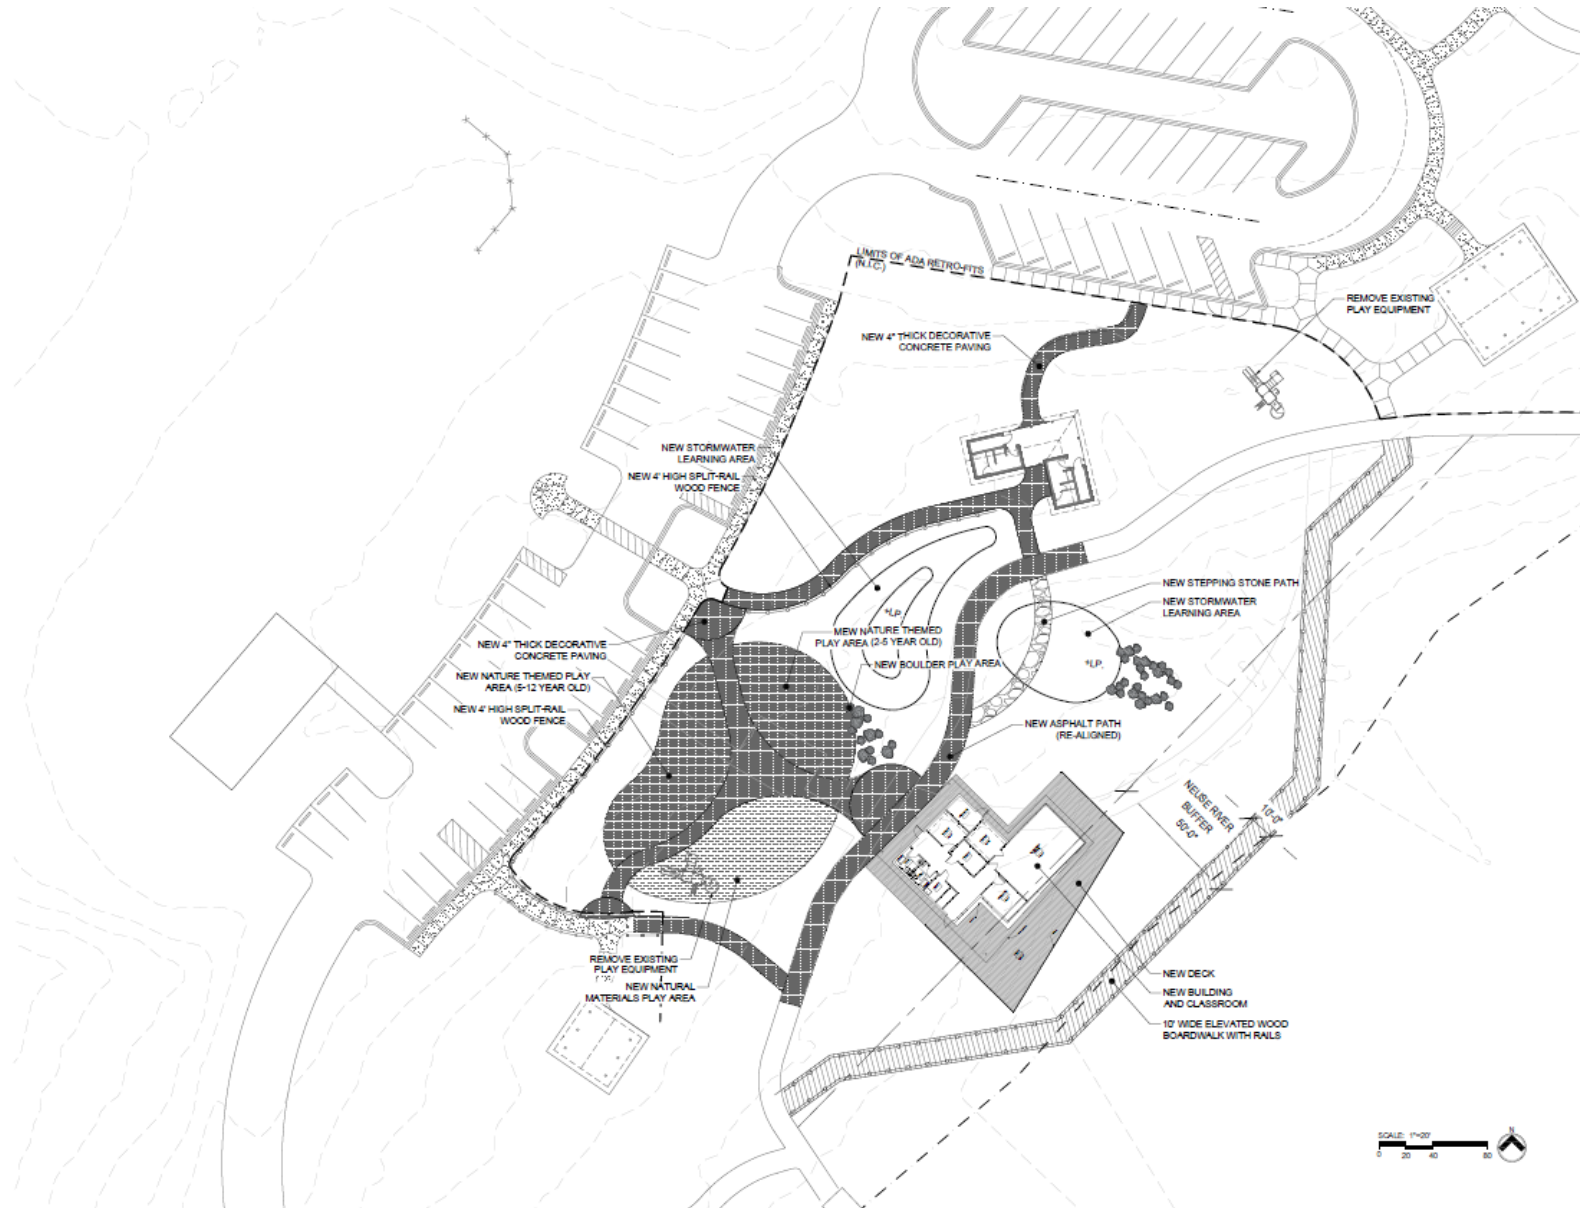 LIMITS OF ADA RETRO-FITS
(N.I.C.)
REMOVE EXISTING
PLAY EQUIPMENT
NEW 4" THICK DECORATIVE
CONCRETE PAVING
NEW STORMWATER
LEARNING AREA
NEW 4' HIGH SPLIT-RAIL
WOOD FENCE
NEW STEPPING STONE PATH
NEW STORMWATER
LEARNING AREA
*LP.
MEW NATURE THEMED
PLAY AREA (2-5 YEAR OLD)
NEW 4" THICK DECORATIVE
CONCRETE PAVING
NEW BOULDER PLAY AREA
*LP.
NEW NATURE THEMED PLAY
AREA (5-12 YEAR OLD)
NEW 4' HIGH SPLIT-RAIL
WOOD FENCE
NEW ASPHALT PATH
(RE-ALIGNED)
NEUSE RIVER
BUFFER
50'-0"
10'-0"
REMOVE EXISTING
PLAY EQUIPMENT
NEW NATURAL
MATERIALS PLAY AREA
NEW DECK
NEW BUILDING
AND CLASSROOM
10' WIDE ELEVATED WOOD
BOARDWALK WITH RAILS
SCALE: 1"=20'
0 20 40 80
N